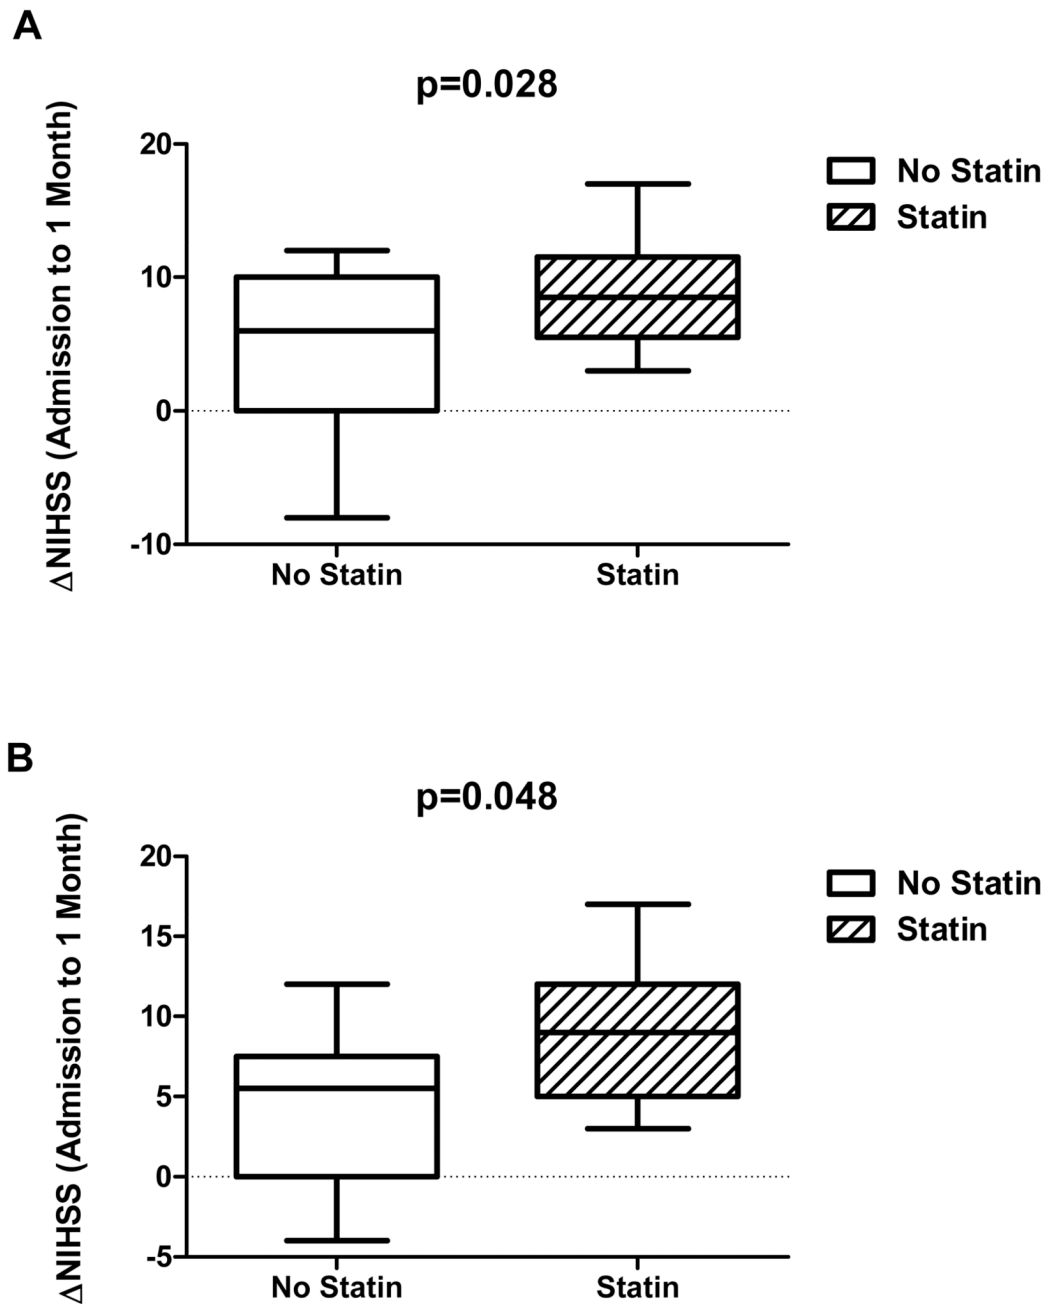 A
p=0.028
ΔNIHSS (Admission to 1 Month)
20
10
0
-10
No Statin
Statin
No Statin
Statin
B
p=0.048
ΔNIHSS (Admission to 1 Month)
20
15
10
5
0
-5
No Statin
Statin
No Statin
Statin